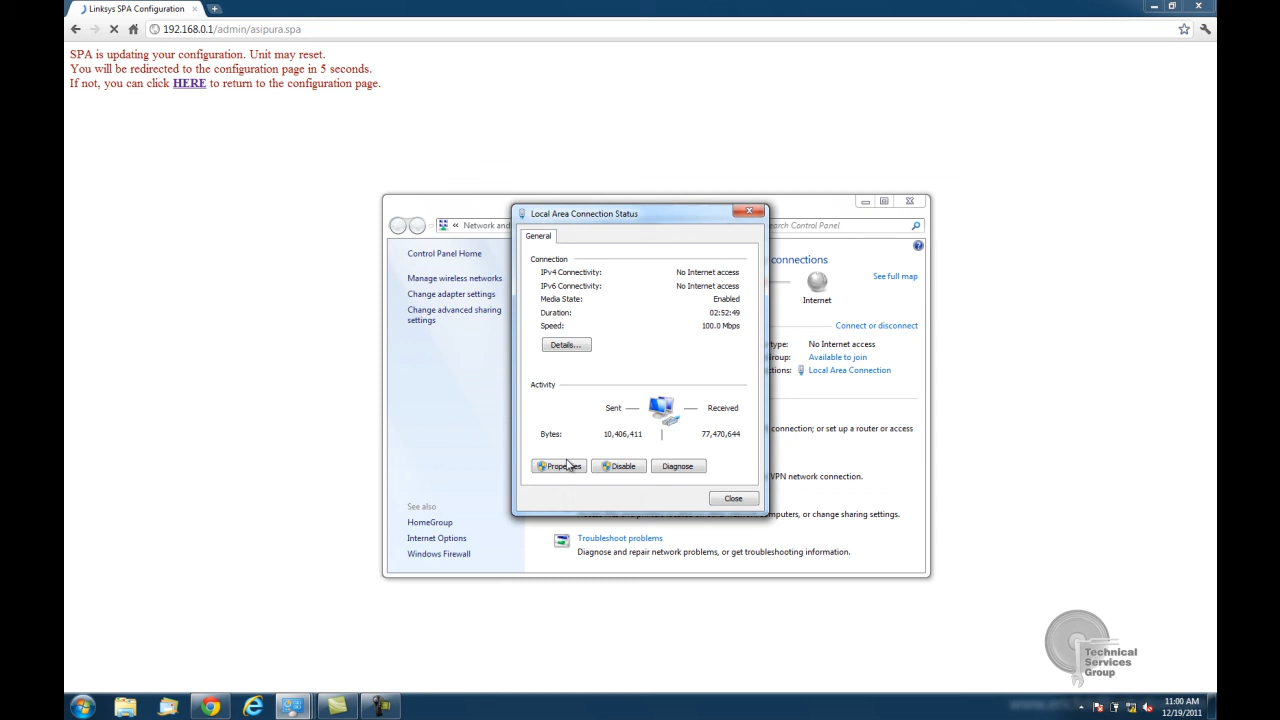 Linksys SPA Configuration
192.168.0.1/admin/asipura.spa
SPA is updating your configuration. Unit may reset.
You will be redirected to the configuration page in 5 seconds.
If not, you can click HERE to return to the configuration page.
Network and
earch Control Panel
Control Panel Home
Manage wireless networks
Change adapter settings
Change advanced sharing
settings
See also
HomeGroup
Internet Options
Windows Firewall
connections
See full map
Internet
Connect or disconnect
type: No Internet access
Group: Available to join
tions: Local Area Connection
connection; or set up a router or access
VPN network connection.
computers, or change sharing settings.
Troubleshoot problems
Diagnose and repair network problems, or get troubleshooting information.
Local Area Connection Status
General
Connection
IPv4 Connectivity: No Internet access
IPv6 Connectivity: No Internet access
Media State: Enabled
Duration: 02:52:49
Speed: 100.0 Mbps
Details...
Activity
Sent Received
Bytes: 10,406,411 77,470,644
Properties Disable Diagnose
Close
Technical
Services
Group
11:00 AM
12/19/2011